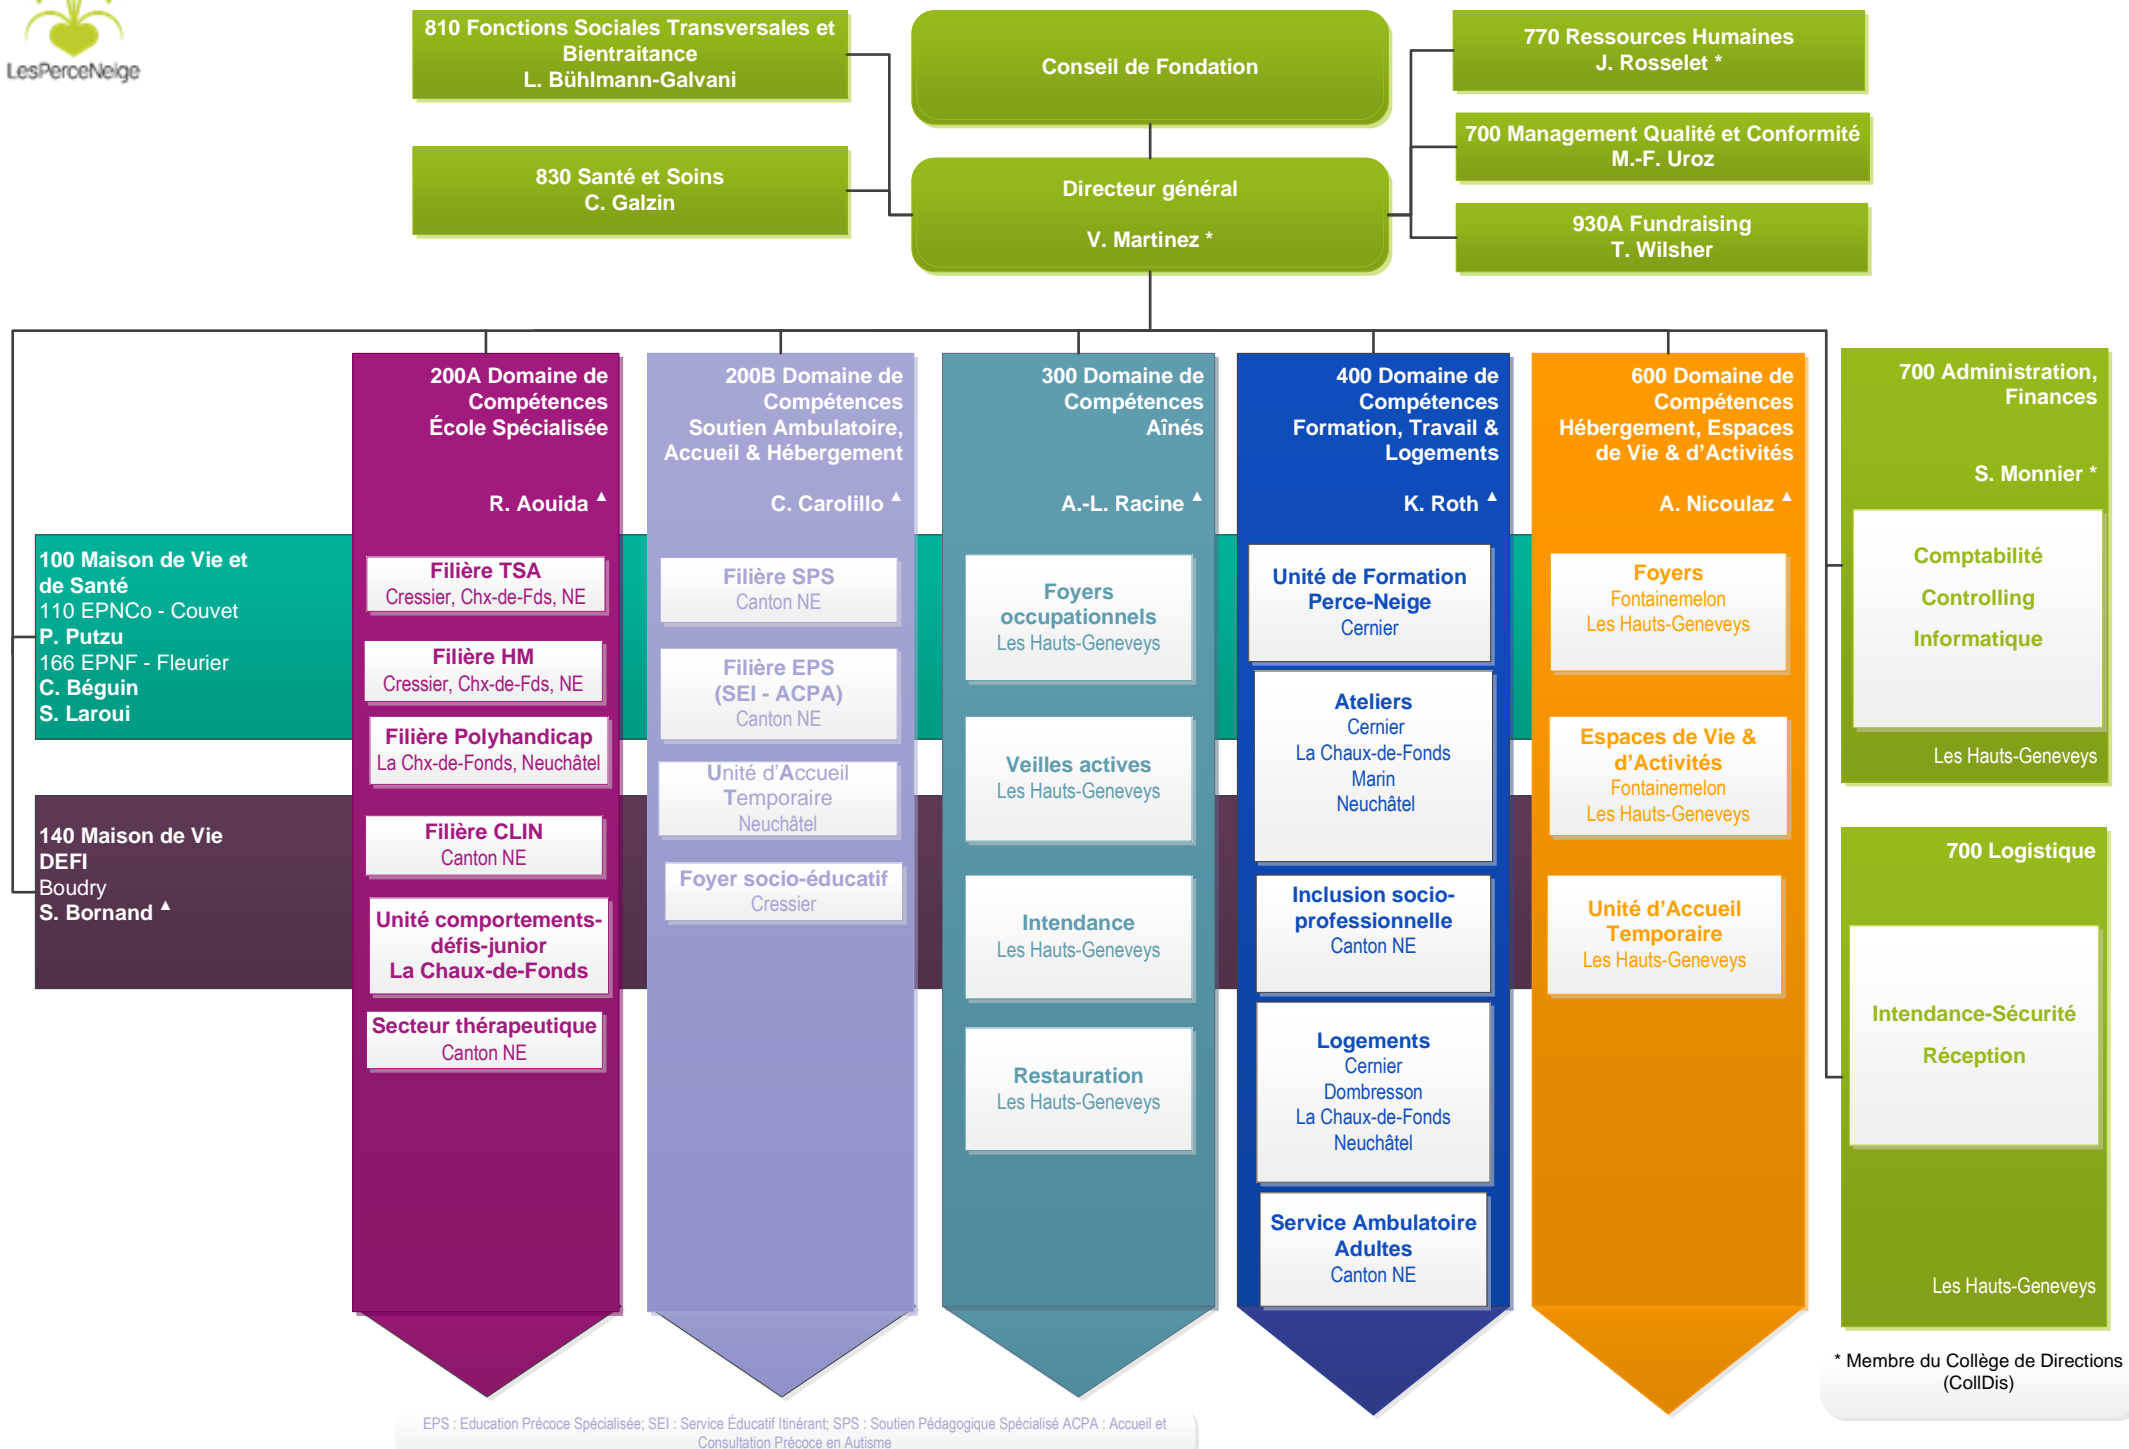 LesPerceNeige
810 Fonctions Sociales Transversales et
Bientraitance
L. Bühlmann-Galvani
830 Santé et Soins
C. Galzin
Conseil de Fondation
Directeur général
V. Martinez *
770 Ressources Humaines
J. Rosselet *
700 Management Qualité et Conformité
M.-F. Uroz
930A Fundraising
T. Wilsher
100 Maison de Vie et
de Santé
110 EPNCo - Couvet
P. Putzu
166 EPNF - Fleurier
C. Béguin
S. Laroui
140 Maison de Vie
DEFI
Boudry
S. Bornand ▲
200A Domaine de
Compétences
École Spécialisée
R. Aouida ▲
Filière TSA
Cressier, Chx-de-Fds, NE
Filière HM
Cressier, Chx-de-Fds, NE
Filière Polyhandicap
La Chx-de-Fonds, Neuchâtel
Filière CLIN
Canton NE
Unité comportements-
défis-junior
La Chaux-de-Fonds
Secteur thérapeutique
Canton NE
200B Domaine de
Compétences
Soutien Ambulatoire,
Accueil & Hébergement
C. Carolillo ▲
Filière SPS
Canton NE
Filière EPS
(SEI - ACPA)
Canton NE
Unité d'Accueil
Temporaire
Neuchâtel
Foyer socio-éducatif
Cressier
300 Domaine de
Compétences
Aînés
A.-L. Racine ▲
Foyers
occupationnels
Les Hauts-Geneveys
Veilles actives
Les Hauts-Geneveys
Intendance
Les Hauts-Geneveys
Restauration
Les Hauts-Geneveys
400 Domaine de
Compétences
Formation, Travail &
Logements
K. Roth ▲
Unité de Formation
Perce-Neige
Cernier
Ateliers
Cernier
La Chaux-de-Fonds
Marin
Neuchâtel
Inclusion socio-
professionnelle
Canton NE
Logements
Cernier
Dombresson
La Chaux-de-Fonds
Neuchâtel
Service Ambulatoire
Adultes
Canton NE
600 Domaine de
Compétences
Hébergement, Espaces
de Vie & d'Activités
A. Nicoulaz ▲
Foyers
Fontainemelon
Les Hauts-Geneveys
Espaces de Vie &
d'Activités
Fontainemelon
Les Hauts-Geneveys
Unité d'Accueil
Temporaire
Les Hauts-Geneveys
700 Administration,
Finances
S. Monnier *
Comptabilité
Controlling
Informatique
Les Hauts-Geneveys
700 Logistique
Intendance-Sécurité
Réception
Les Hauts-Geneveys
* Membre du Collège de Directions
(CollDis)
EPS : Education Précoce Spécialisée; SEI : Service Éducatif Itinérant; SPS : Soutien Pédagogique Spécialisé ACPA : Accueil et
Consultation Précoce en Autisme